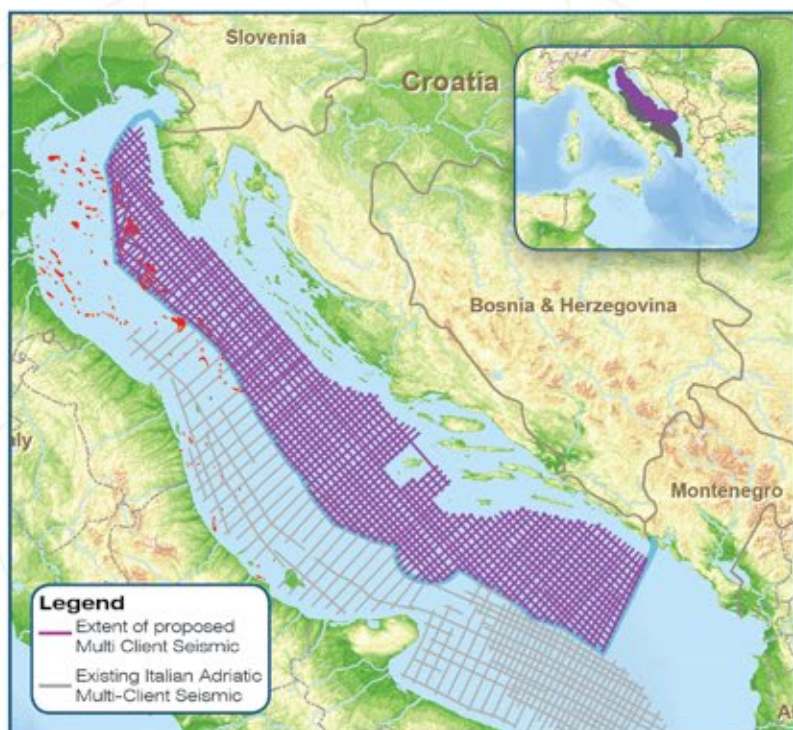 Slovenia
Croatia
Bosnia & Herzegovina
aly
Montenegro
Legend
Extent of proposed
Multi Client Seismic
Existing Italian Adriatic
Multi-Client Seismic
Al